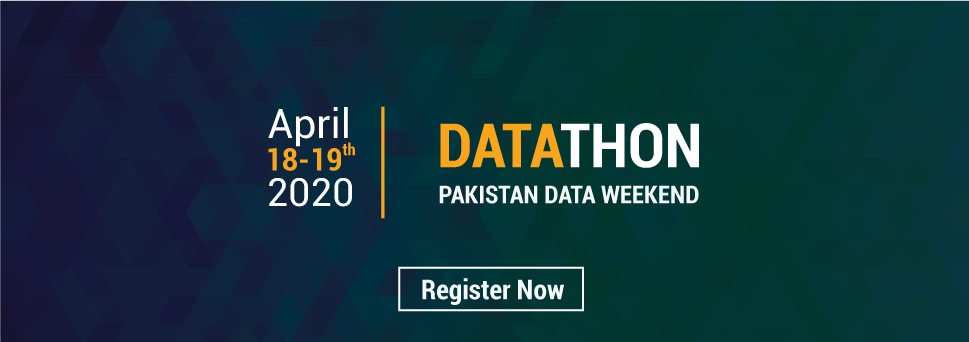 April
18-19th
2020
DATATHON
PAKISTAN DATA WEEKEND
Register Now